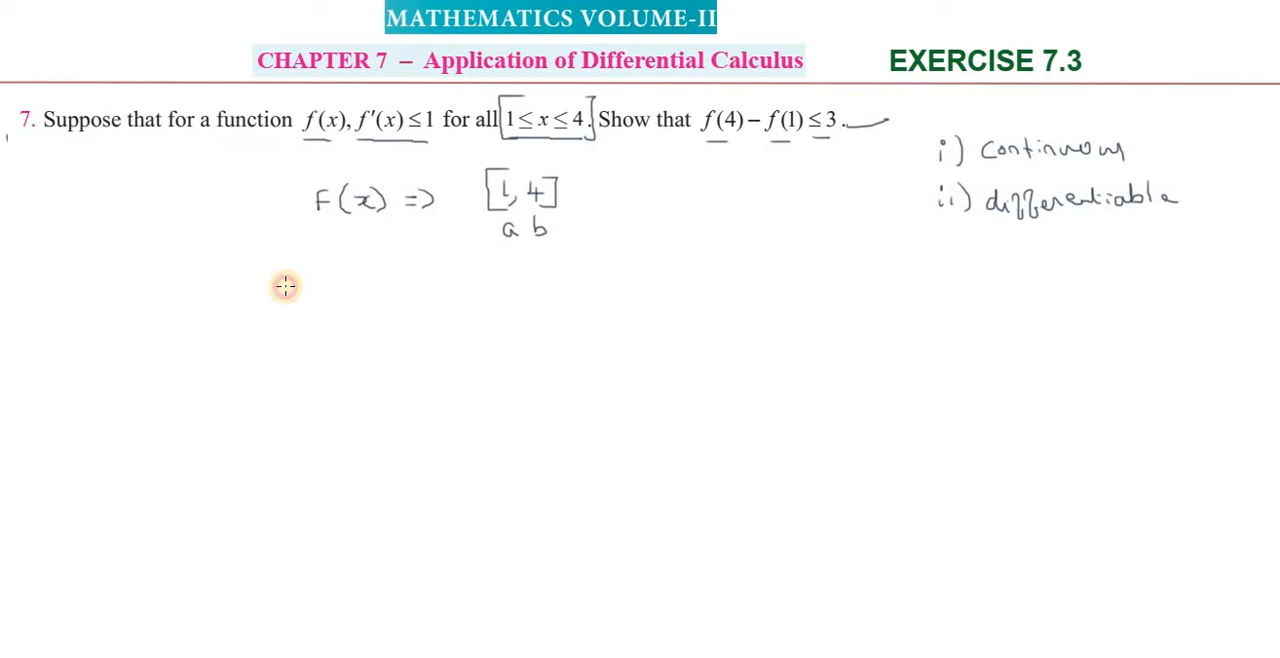 MATHEMATICS VOLUME-II
CHAPTER 7 – Application of Differential Calculus EXERCISE 7.3
7. Suppose that for a function f(x), f′(x) ≤ 1 for all 1 ≤ x ≤ 4. Show that f(4) − f(1) ≤ 3.
i) continuous
F(x) => [1, 4]
ii) differentiable
a b